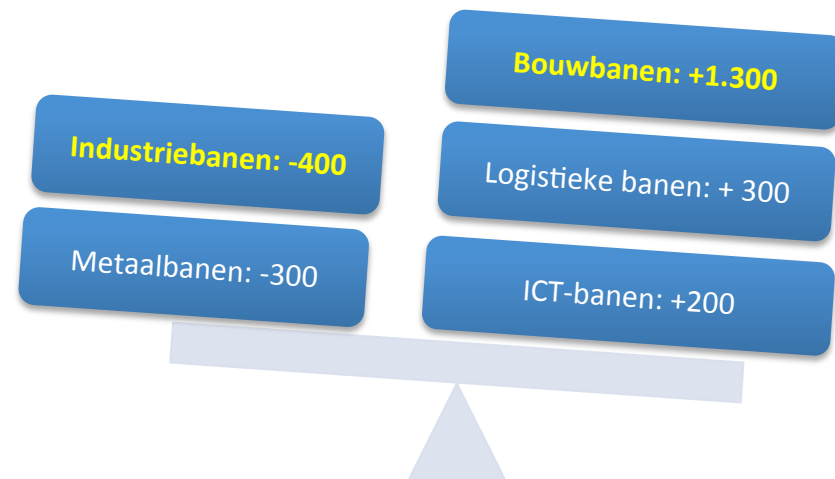 Industriebanen: -400
Metaalbanen: -300
Bouwbanen: +1.300
Logistieke banen: + 300
ICT-banen: +200